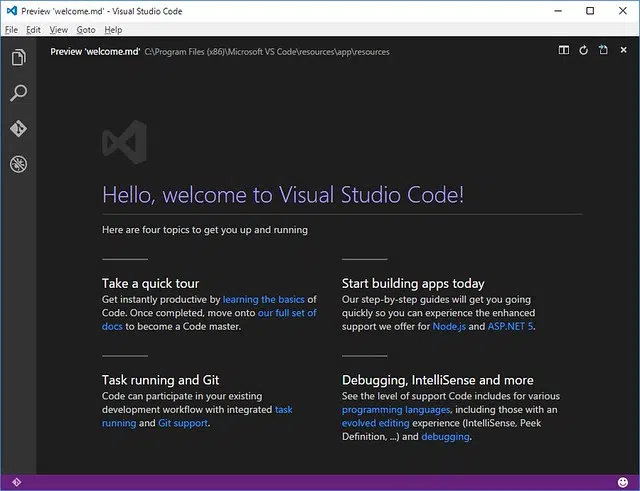 Preview 'welcome.md' - Visual Studio Code
File Edit View Goto Help
Preview 'welcome.md' C:\Program Files (x86)\Microsoft VS Code\resources\app\resources
Hello, welcome to Visual Studio Code!
Here are four topics to get you up and running
Take a quick tour
Get instantly productive by learning the basics of
Code. Once completed, move onto our full set of
docs to become a Code master.
Start building apps today
Our step-by-step guides will get you going
quickly so you can experience the enhanced
support we offer for Node.js and ASP.NET 5.
Task running and Git
Code can participate in your existing
development workflow with integrated task
running and Git support.
Debugging, IntelliSense and more
See the level of support Code includes for various
programming languages, including those with an
evolved editing experience (IntelliSense, Peek
Definition, ...) and debugging.